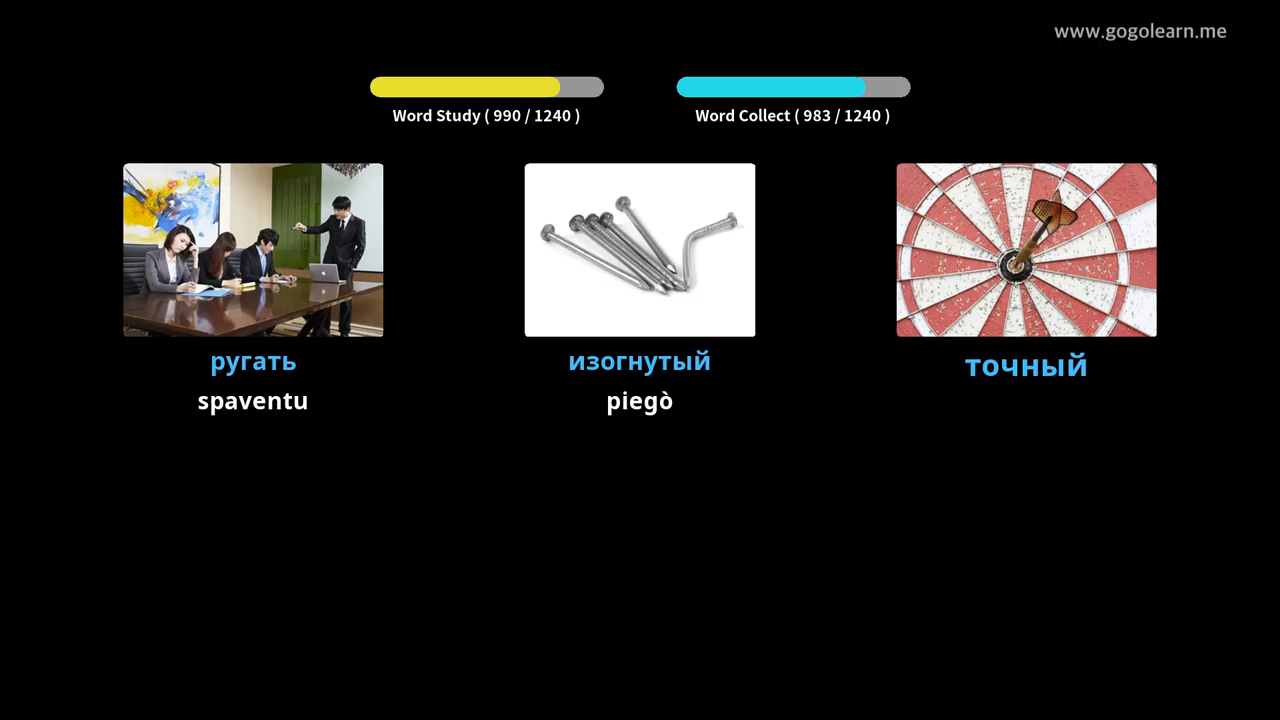 www.gogolearn.me
Word Study ( 990 / 1240 )
Word Collect ( 983 / 1240 )
ругать
изогнутый
точный
spaventu
piegò